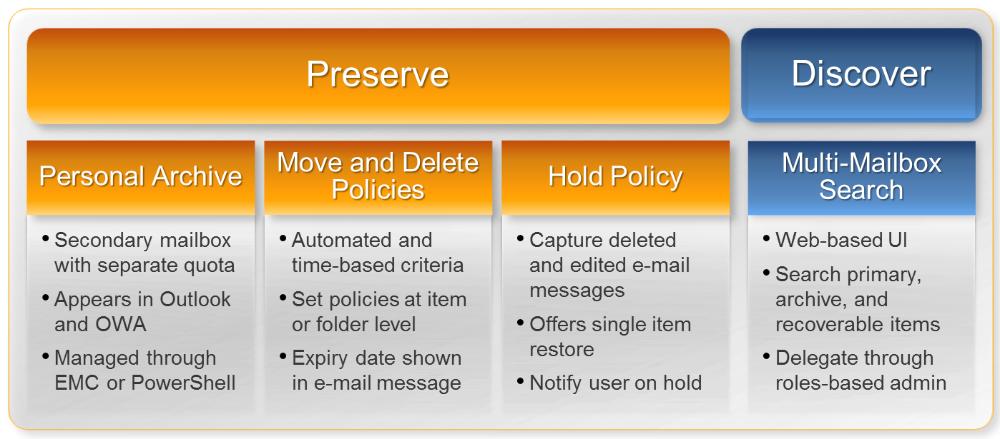 Preserve
Discover
Personal Archive
Move and Delete
Policies
Hold Policy
Multi-Mailbox
Search
• Secondary mailbox
with separate quota
• Appears in Outlook
and OWA
• Managed through
EMC or PowerShell
• Automated and
time-based criteria
• Set policies at item
or folder level
• Expiry date shown
in e-mail message
• Capture deleted
and edited e-mail
messages
• Offers single item
restore
• Notify user on hold
• Web-based UI
• Search primary,
archive, and
recoverable items
• Delegate through
roles-based admin